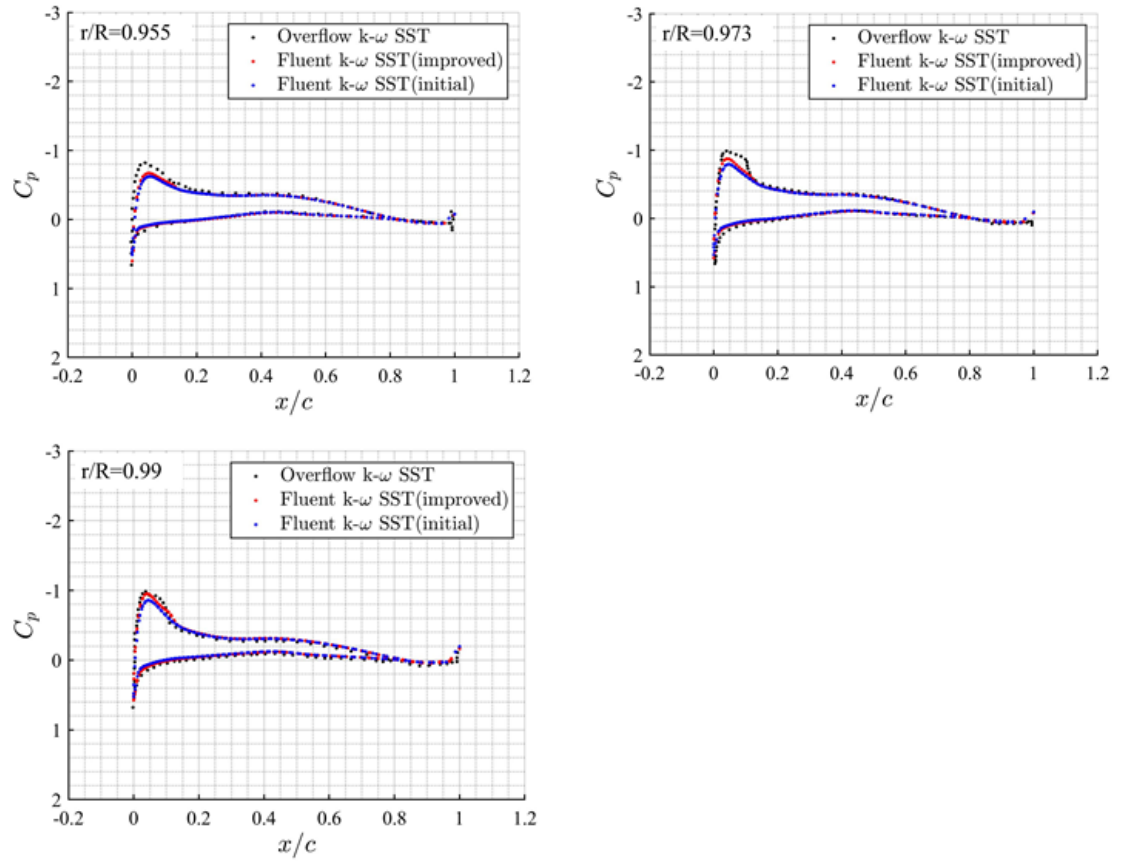 r/R=0.955
Overflow k-ω SST
Fluent k-ω SST(improved)
Fluent k-ω SST(initial)
-3
-2
-1
0
1
2
C_p
-0.2 0 0.2 0.4 0.6 0.8 1 1.2
x/c
r/R=0.973
Overflow k-ω SST
Fluent k-ω SST(improved)
Fluent k-ω SST(initial)
-3
-2
-1
0
1
2
C_p
-0.2 0 0.2 0.4 0.6 0.8 1 1.2
x/c
r/R=0.99
Overflow k-ω SST
Fluent k-ω SST(improved)
Fluent k-ω SST(initial)
-3
-2
-1
0
1
2
C_p
-0.2 0 0.2 0.4 0.6 0.8 1 1.2
x/c